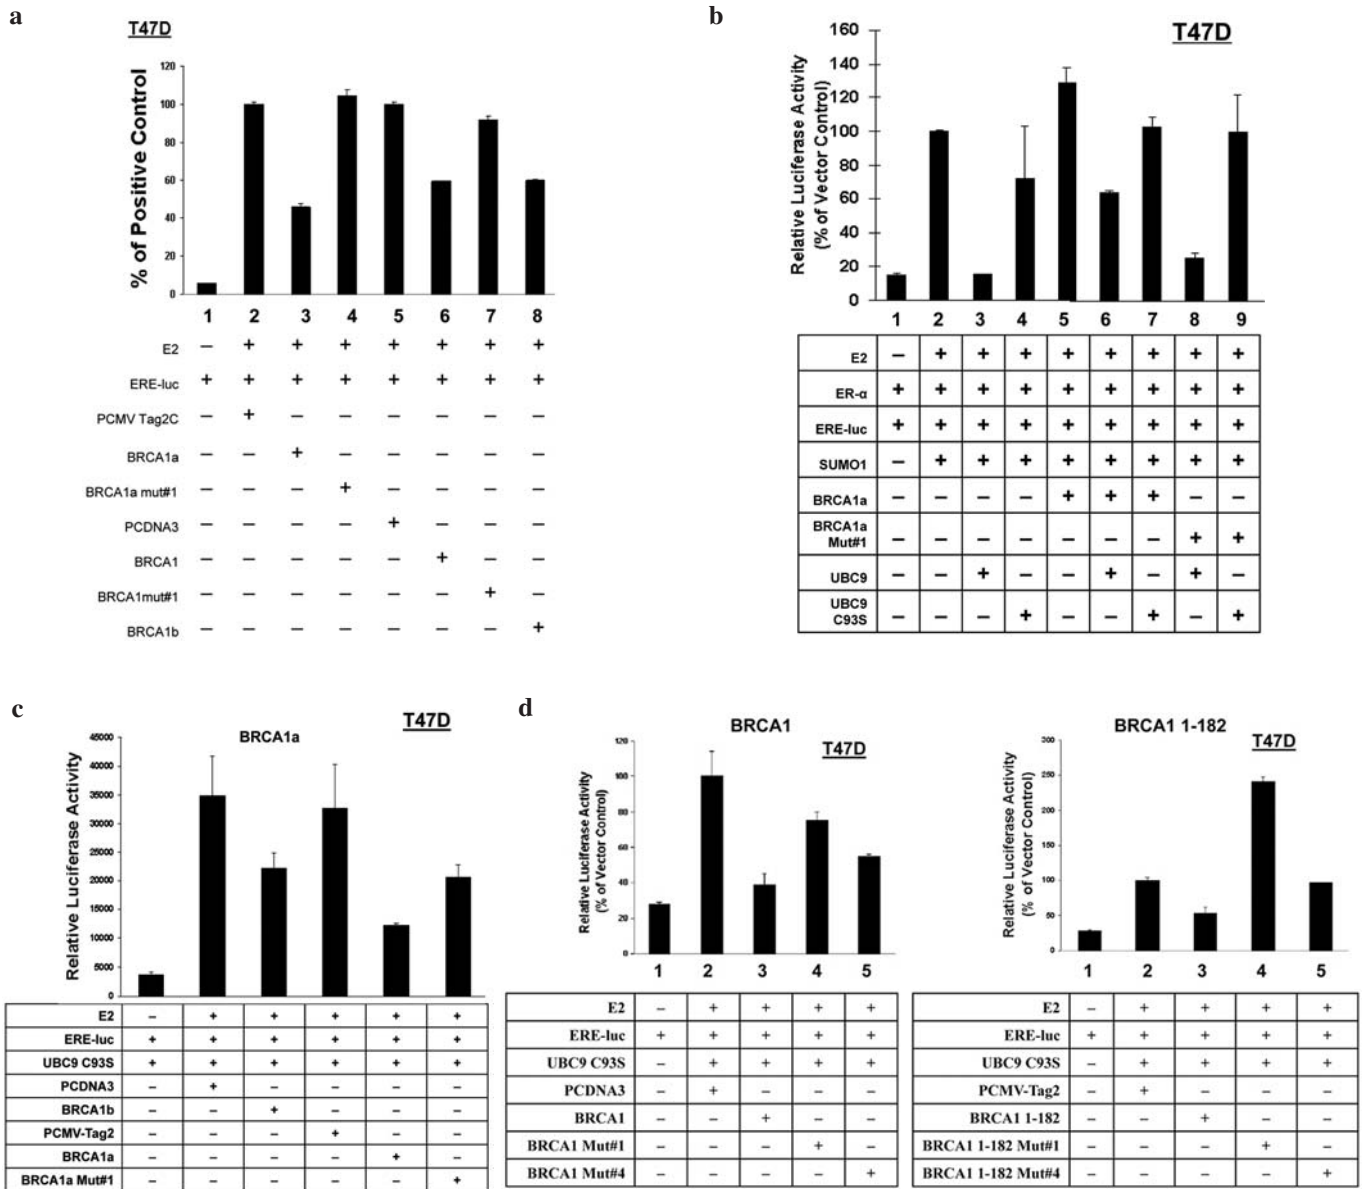 a
T47D
% of Positive Control
120
100
80
60
40
20
0
1 2 3 4 5 6 7 8
E2 – + + + + + + +
ERE-luc + + + + + + + +
PCMV Tag2C – + – – – – – –
BRCA1a – – + – – – – –
BRCA1a mut#1 – – – + – – – –
PCDNA3 – – – – + – – –
BRCA1 – – – – – + – –
BRCA1mut#1 – – – – – – + –
BRCA1b – – – – – – – +
b
T47D
Relative Luciferase Activity
(% of Vector Control)
160
140
120
100
80
60
40
20
0
1 2 3 4 5 6 7 8 9
E2 – + + + + + + + +
ER-α + + + + + + + + +
ERE-luc + + + + + + + + +
SUMO1 – + + + + + + + +
BRCA1a – – – – + + + – –
BRCA1a
Mut#1 – – – – – – – + +
UBC9 – – + – – + – + –
UBC9
C93S – – – + – – + – +
c
T47D
BRCA1a
Relative Luciferase Activity
45000
40000
35000
30000
25000
20000
15000
10000
5000
0
E2 – + + + + +
ERE-luc + + + + + +
UBC9 C93S + + + + + +
PCDNA3 – + – – – –
BRCA1b – – + – – –
PCMV-Tag2 – – – + – –
BRCA1a – – – – + –
BRCA1a Mut#1 – – – – – +
d
BRCA1
T47D
Relative Luciferase Activity
(% of Vector Control)
120
100
80
60
40
20
0
1 2 3 4 5
E2 – + + + +
ERE-luc + + + + +
UBC9 C93S – + + + +
PCDNA3 – + – – –
BRCA1 – – + – –
BRCA1 Mut#1 – – – + –
BRCA1 Mut#4 – – – – +
BRCA1 1-182
T47D
Relative Luciferase Activity
(% of Vector Control)
300
250
200
150
100
50
0
1 2 3 4 5
E2 – + + + +
ERE-luc + + + + +
UBC9 C93S – + + + +
PCMV-Tag2 – + – – –
BRCA1 1-182 – – + – –
BRCA1 1-182 Mut#1 – – – + –
BRCA1 1-182 Mut#4 – – – – +